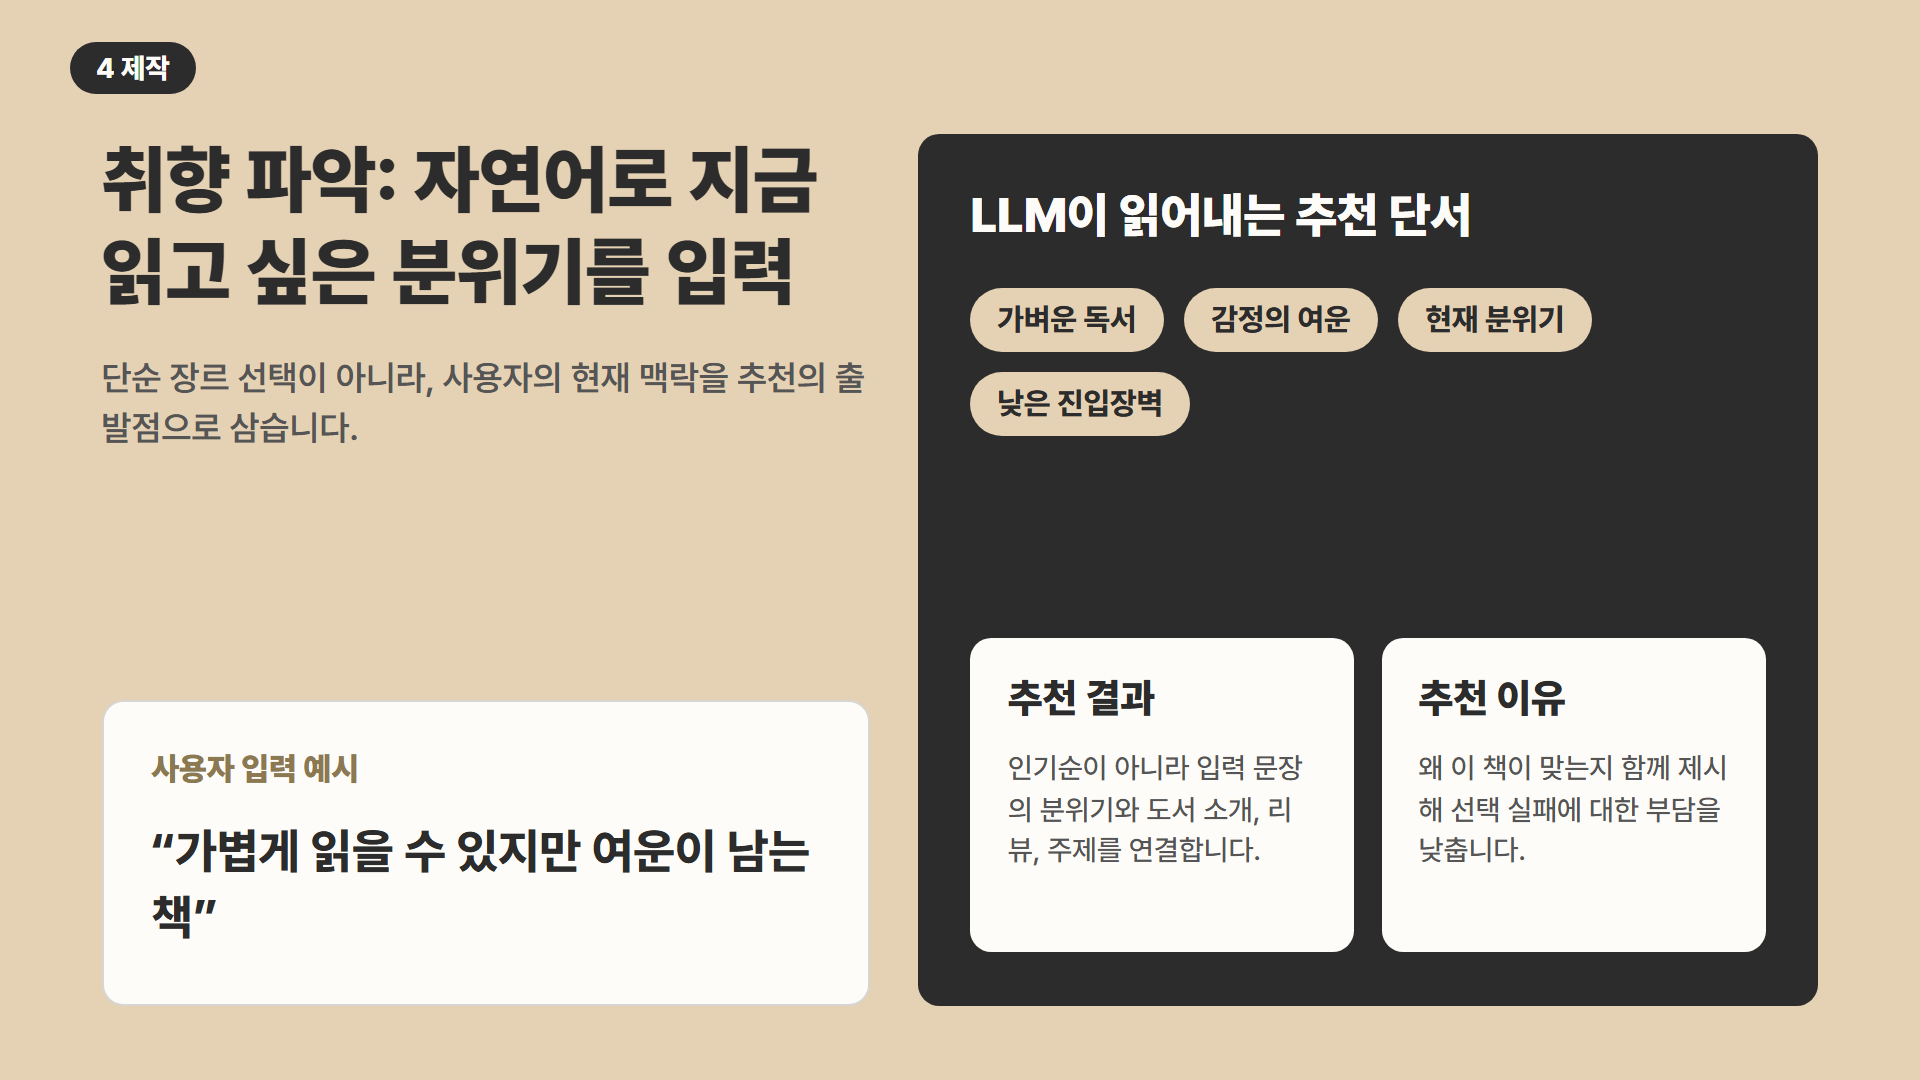 4 제작
취향 파악: 자연어로 지금
읽고 싶은 분위기를 입력
단순 장르 선택이 아니라, 사용자의 현재 맥락을 추천의 출
발점으로 삼습니다.
사용자 입력 예시
“가볍게 읽을 수 있지만 여운이 남는
책”
LLM이 읽어내는 추천 단서
가벼운 독서
감정의 여운
현재 분위기
낮은 진입장벽
추천 결과
인기순이 아니라 입력 문장
의 분위기와 도서 소개, 리
뷰, 주제를 연결합니다.
추천 이유
왜 이 책이 맞는지 함께 제시
해 선택 실패에 대한 부담을
낮춥니다.